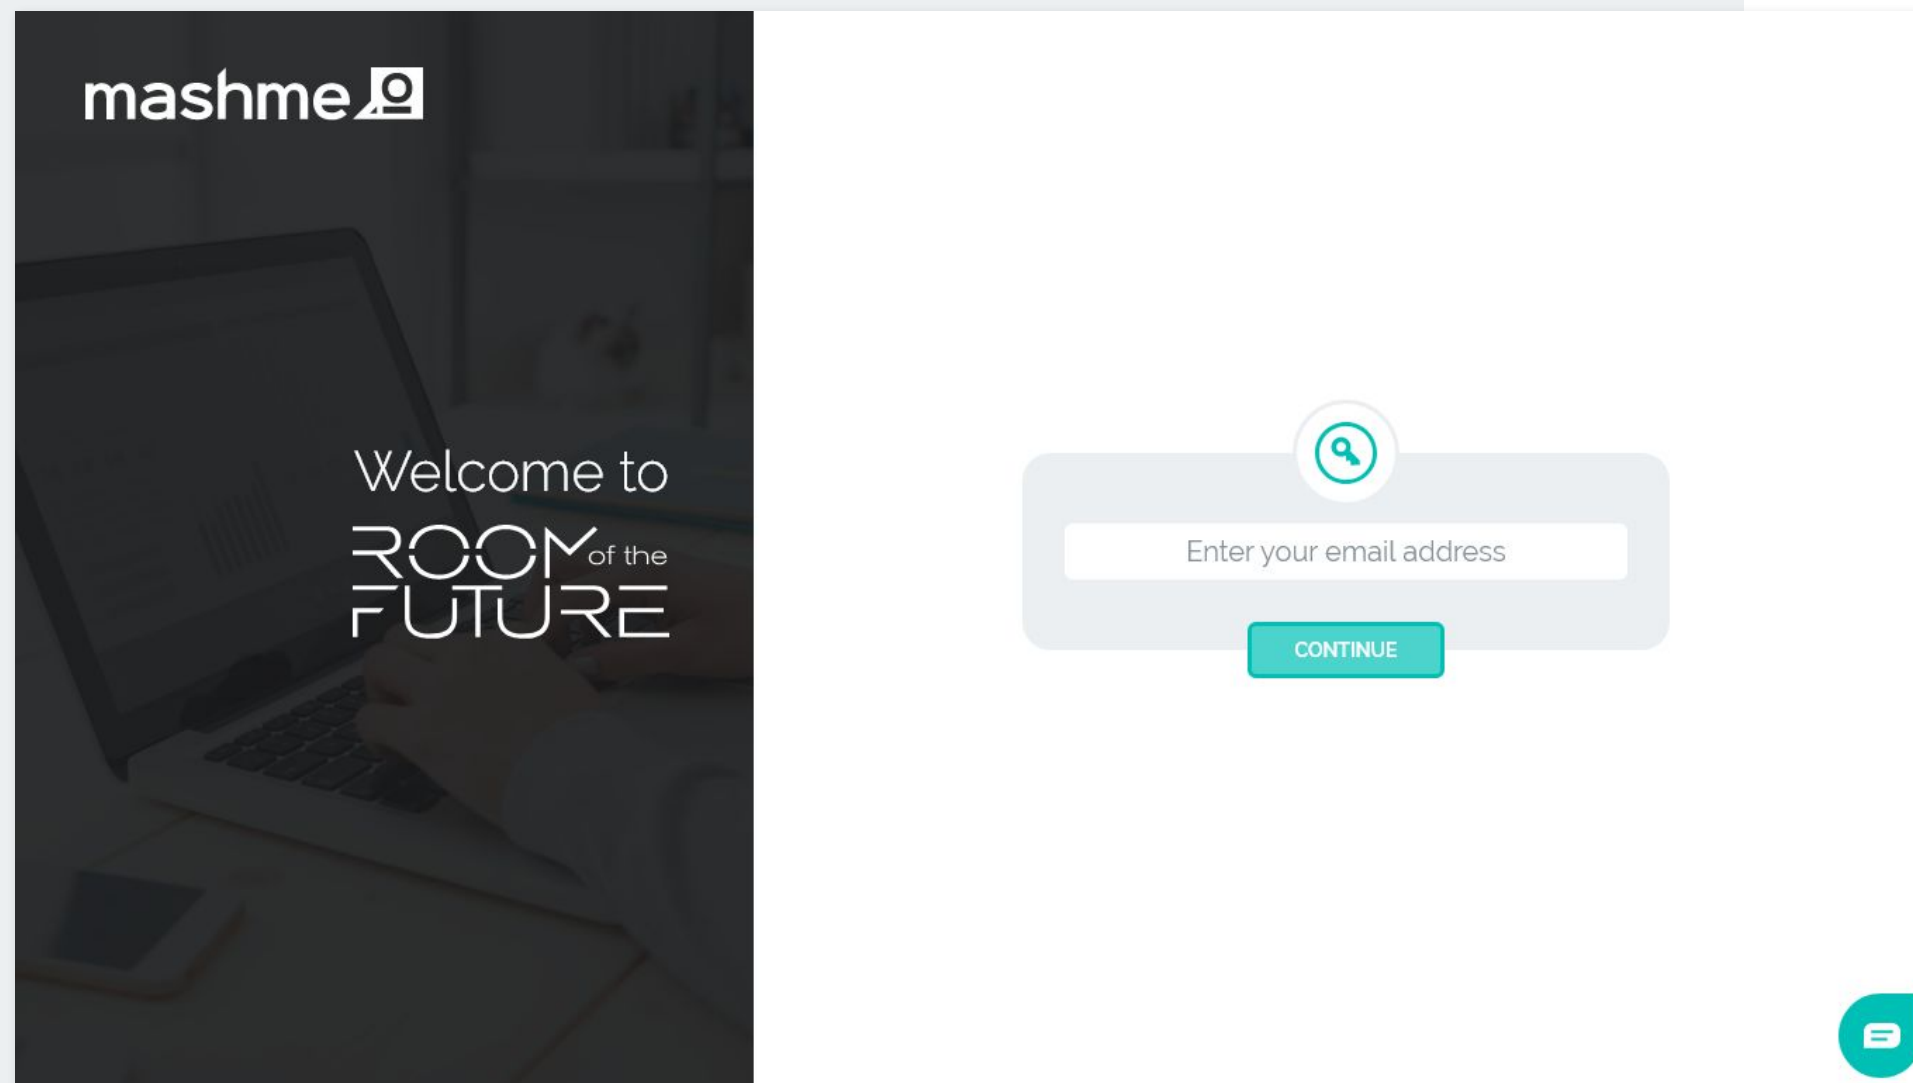 mashme
Welcome to
ROOM of the
FUTURE
Enter your email address
CONTINUE